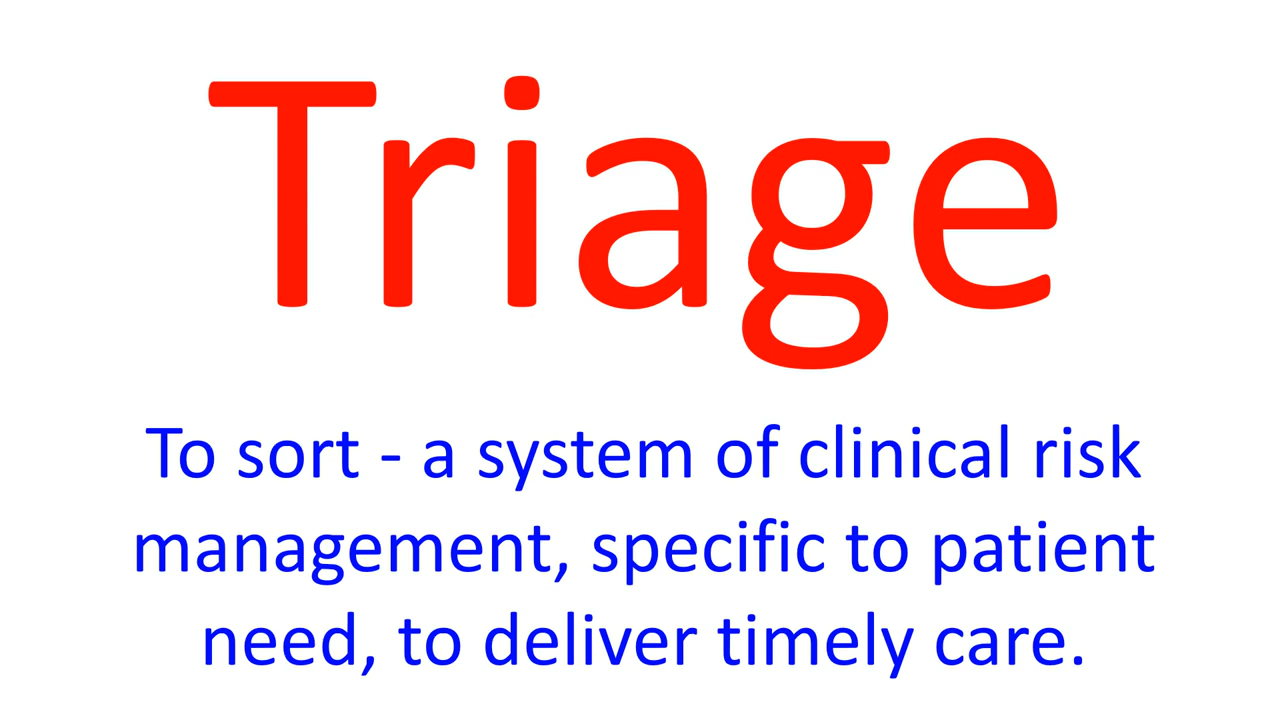 Triage
To sort - a system of clinical risk
management, specific to patient
need, to deliver timely care.